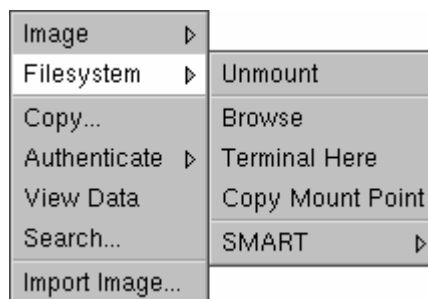 Image
Filesystem
Copy...
Authenticate
View Data
Search...
Import Image...
Unmount
Browse
Terminal Here
Copy Mount Point
SMART